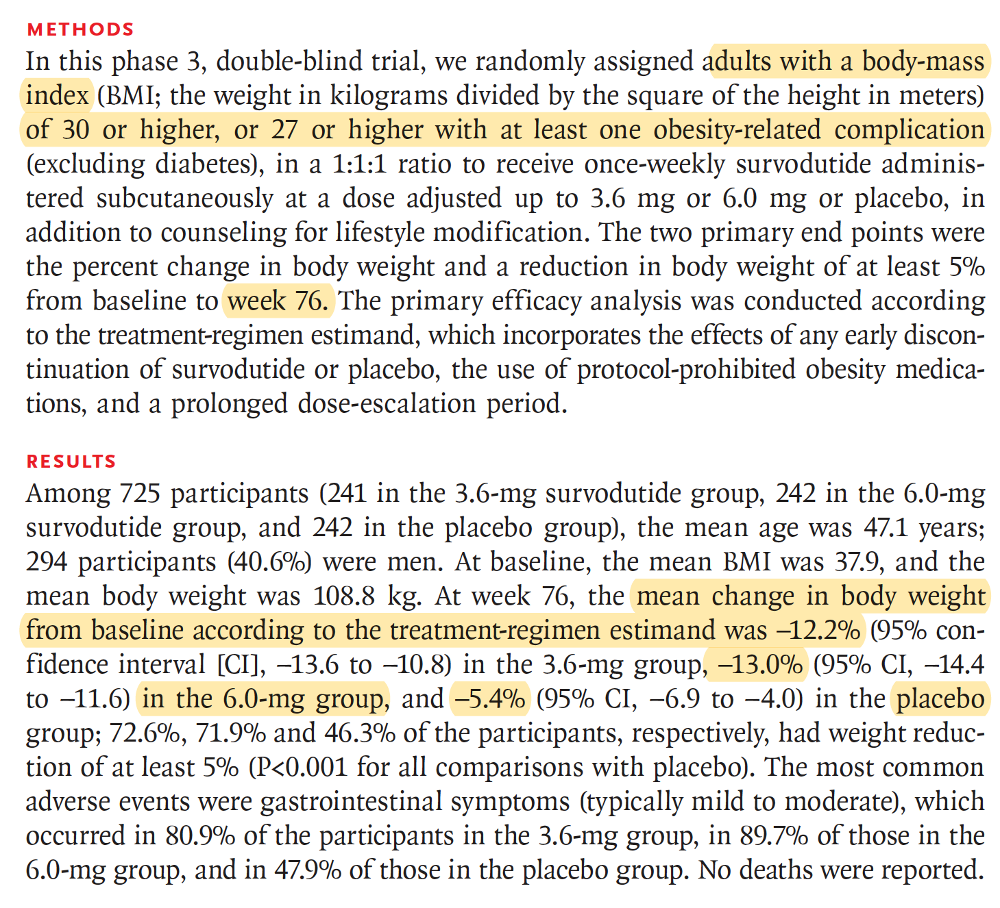 METHODS
In this phase 3, double-blind trial, we randomly assigned adults with a body-mass
index (BMI; the weight in kilograms divided by the square of the height in meters)
of 30 or higher, or 27 or higher with at least one obesity-related complication
(excluding diabetes), in a 1:1:1 ratio to receive once-weekly survodutide adminis-
tered subcutaneously at a dose adjusted up to 3.6 mg or 6.0 mg or placebo, in
addition to counseling for lifestyle modification. The two primary end points were
the percent change in body weight and a reduction in body weight of at least 5%
from baseline to week 76. The primary efficacy analysis was conducted according
to the treatment-regimen estimand, which incorporates the effects of any early discon-
tinuation of survodutide or placebo, the use of protocol-prohibited obesity medica-
tions, and a prolonged dose-escalation period.
RESULTS
Among 725 participants (241 in the 3.6-mg survodutide group, 242 in the 6.0-mg
survodutide group, and 242 in the placebo group), the mean age was 47.1 years;
294 participants (40.6%) were men. At baseline, the mean BMI was 37.9, and the
mean body weight was 108.8 kg. At week 76, the mean change in body weight
from baseline according to the treatment-regimen estimand was −12.2% (95% con-
fidence interval [CI], −13.6 to −10.8) in the 3.6-mg group, −13.0% (95% CI, −14.4
to −11.6) in the 6.0-mg group, and −5.4% (95% CI, −6.9 to −4.0) in the placebo
group; 72.6%, 71.9% and 46.3% of the participants, respectively, had weight reduc-
tion of at least 5% (P<0.001 for all comparisons with placebo). The most common
adverse events were gastrointestinal symptoms (typically mild to moderate), which
occurred in 80.9% of the participants in the 3.6-mg group, in 89.7% of those in the
6.0-mg group, and in 47.9% of those in the placebo group. No deaths were reported.